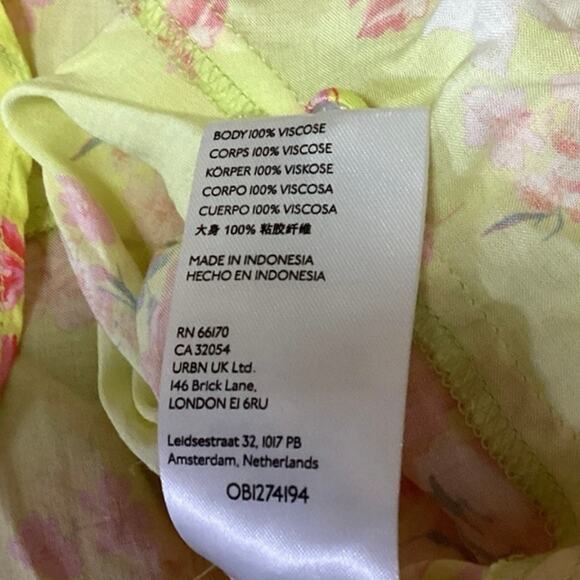 BODY 100% VISCOSE
CORPS 100% VISCOSE
KÖRPER 100% VISKOSE
CORPO 100% VISCOSA
CUERPO 100% VISCOSA
大身 100% 粘胶纤维
MADE IN INDONESIA
HECHO EN INDONESIA
RN 66170
CA 32054
URBN UK Ltd.
146 Brick Lane,
LONDON E1 6RU
Leidsestraat 32, 1017 PB
Amsterdam, Netherlands
OB1274194